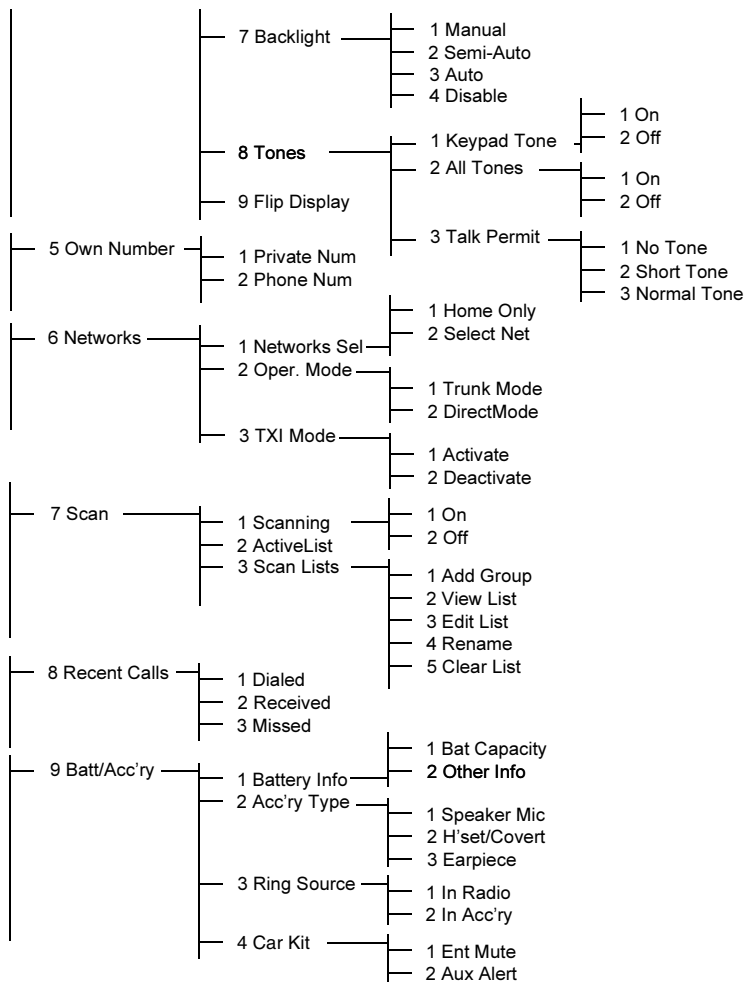 7 Backlight
1 Manual
2 Semi-Auto
3 Auto
4 Disable
8 Tones
1 Keypad Tone
1 On
2 Off
2 All Tones
1 On
2 Off
3 Talk Permit
1 No Tone
2 Short Tone
3 Normal Tone
9 Flip Display
5 Own Number
1 Private Num
2 Phone Num
6 Networks
1 Networks Sel
1 Home Only
2 Select Net
2 Oper. Mode
1 Trunk Mode
2 DirectMode
3 TXI Mode
1 Activate
2 Deactivate
7 Scan
1 Scanning
1 On
2 Off
2 ActiveList
3 Scan Lists
1 Add Group
2 View List
3 Edit List
4 Rename
5 Clear List
8 Recent Calls
1 Dialed
2 Received
3 Missed
9 Batt/Acc'ry
1 Battery Info
1 Bat Capacity
2 Other Info
2 Acc'ry Type
1 Speaker Mic
2 H'set/Covert
3 Earpiece
3 Ring Source
1 In Radio
2 In Acc'ry
4 Car Kit
1 Ent Mute
2 Aux Alert